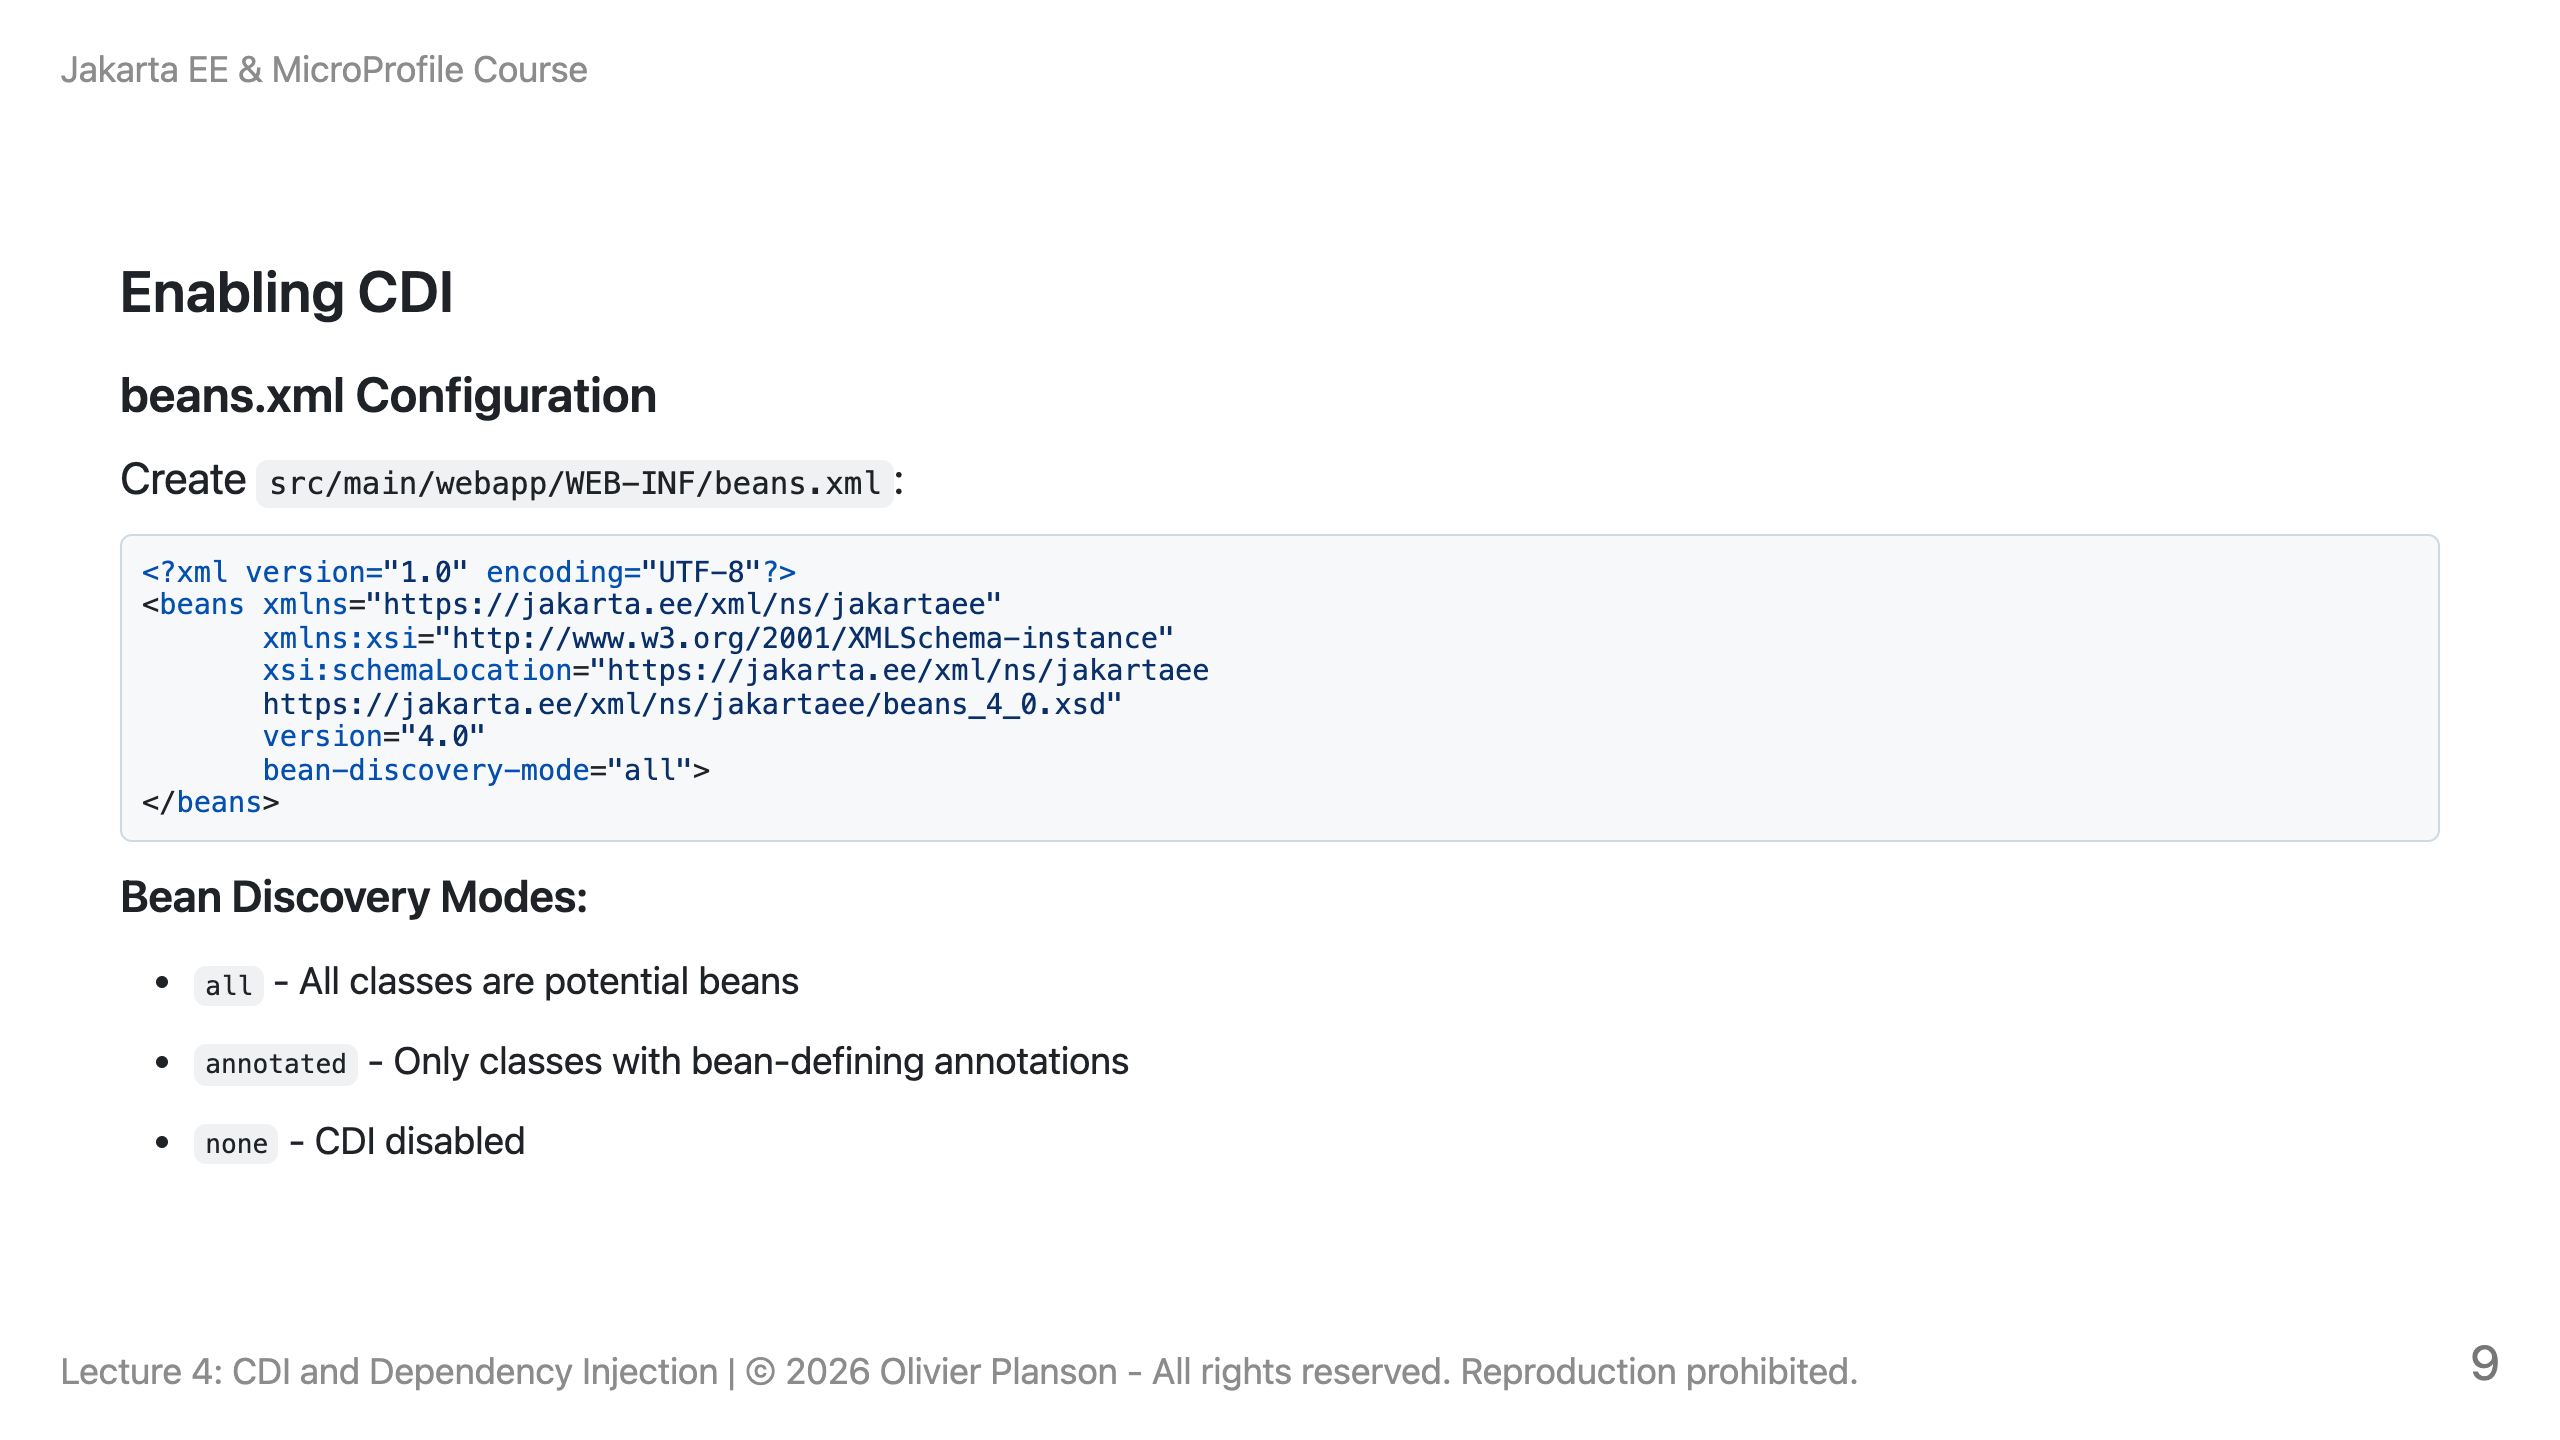 Jakarta EE & MicroProfile Course
Enabling CDI
beans.xml Configuration
Create src/main/webapp/WEB-INF/beans.xml:
<?xml version="1.0" encoding="UTF-8"?>
<beans xmlns="https://jakarta.ee/xml/ns/jakartaee"
       xmlns:xsi="http://www.w3.org/2001/XMLSchema-instance"
       xsi:schemaLocation="https://jakarta.ee/xml/ns/jakartaee
       https://jakarta.ee/xml/ns/jakartaee/beans_4_0.xsd"
       version="4.0"
       bean-discovery-mode="all">
</beans>
Bean Discovery Modes:
• all - All classes are potential beans
• annotated - Only classes with bean-defining annotations
• none - CDI disabled
Lecture 4: CDI and Dependency Injection | © 2026 Olivier Planson - All rights reserved. Reproduction prohibited.
9